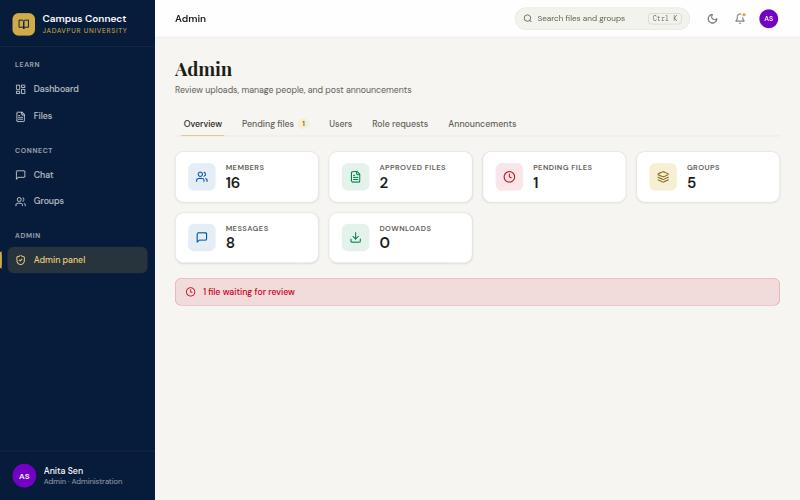 Campus Connect
JADAVPUR UNIVERSITY
LEARN
Dashboard
Files
CONNECT
Chat
Groups
ADMIN
Admin panel
AS
Anita Sen
Admin · Administration
Admin
Search files and groups
Ctrl K
AS
Admin
Review uploads, manage people, and post announcements
Overview
Pending files 1
Users
Role requests
Announcements
MEMBERS
16
APPROVED FILES
2
PENDING FILES
1
GROUPS
5
MESSAGES
8
DOWNLOADS
0
1 file waiting for review